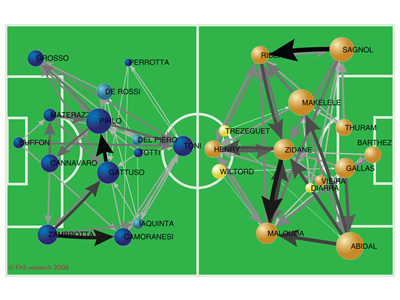 GROSSO
PERROTTA
DE ROSSI
MATERAZZI
PIRLO
BUFFON
DEL PIERO
TOTTI
TONI
CANNAVARO
GATTUSO
IAQUINTA
ZAMBROTTA
CAMORANESI
© FAS.research 2006
SAGNOL
MAKELELE
THURAM
TREZEGUET
BARTHEZ
HENRY
ZIDANE
GALLAS
WILTORD
VIEIRA
DIARRA
MALOUDA
ABIDAL